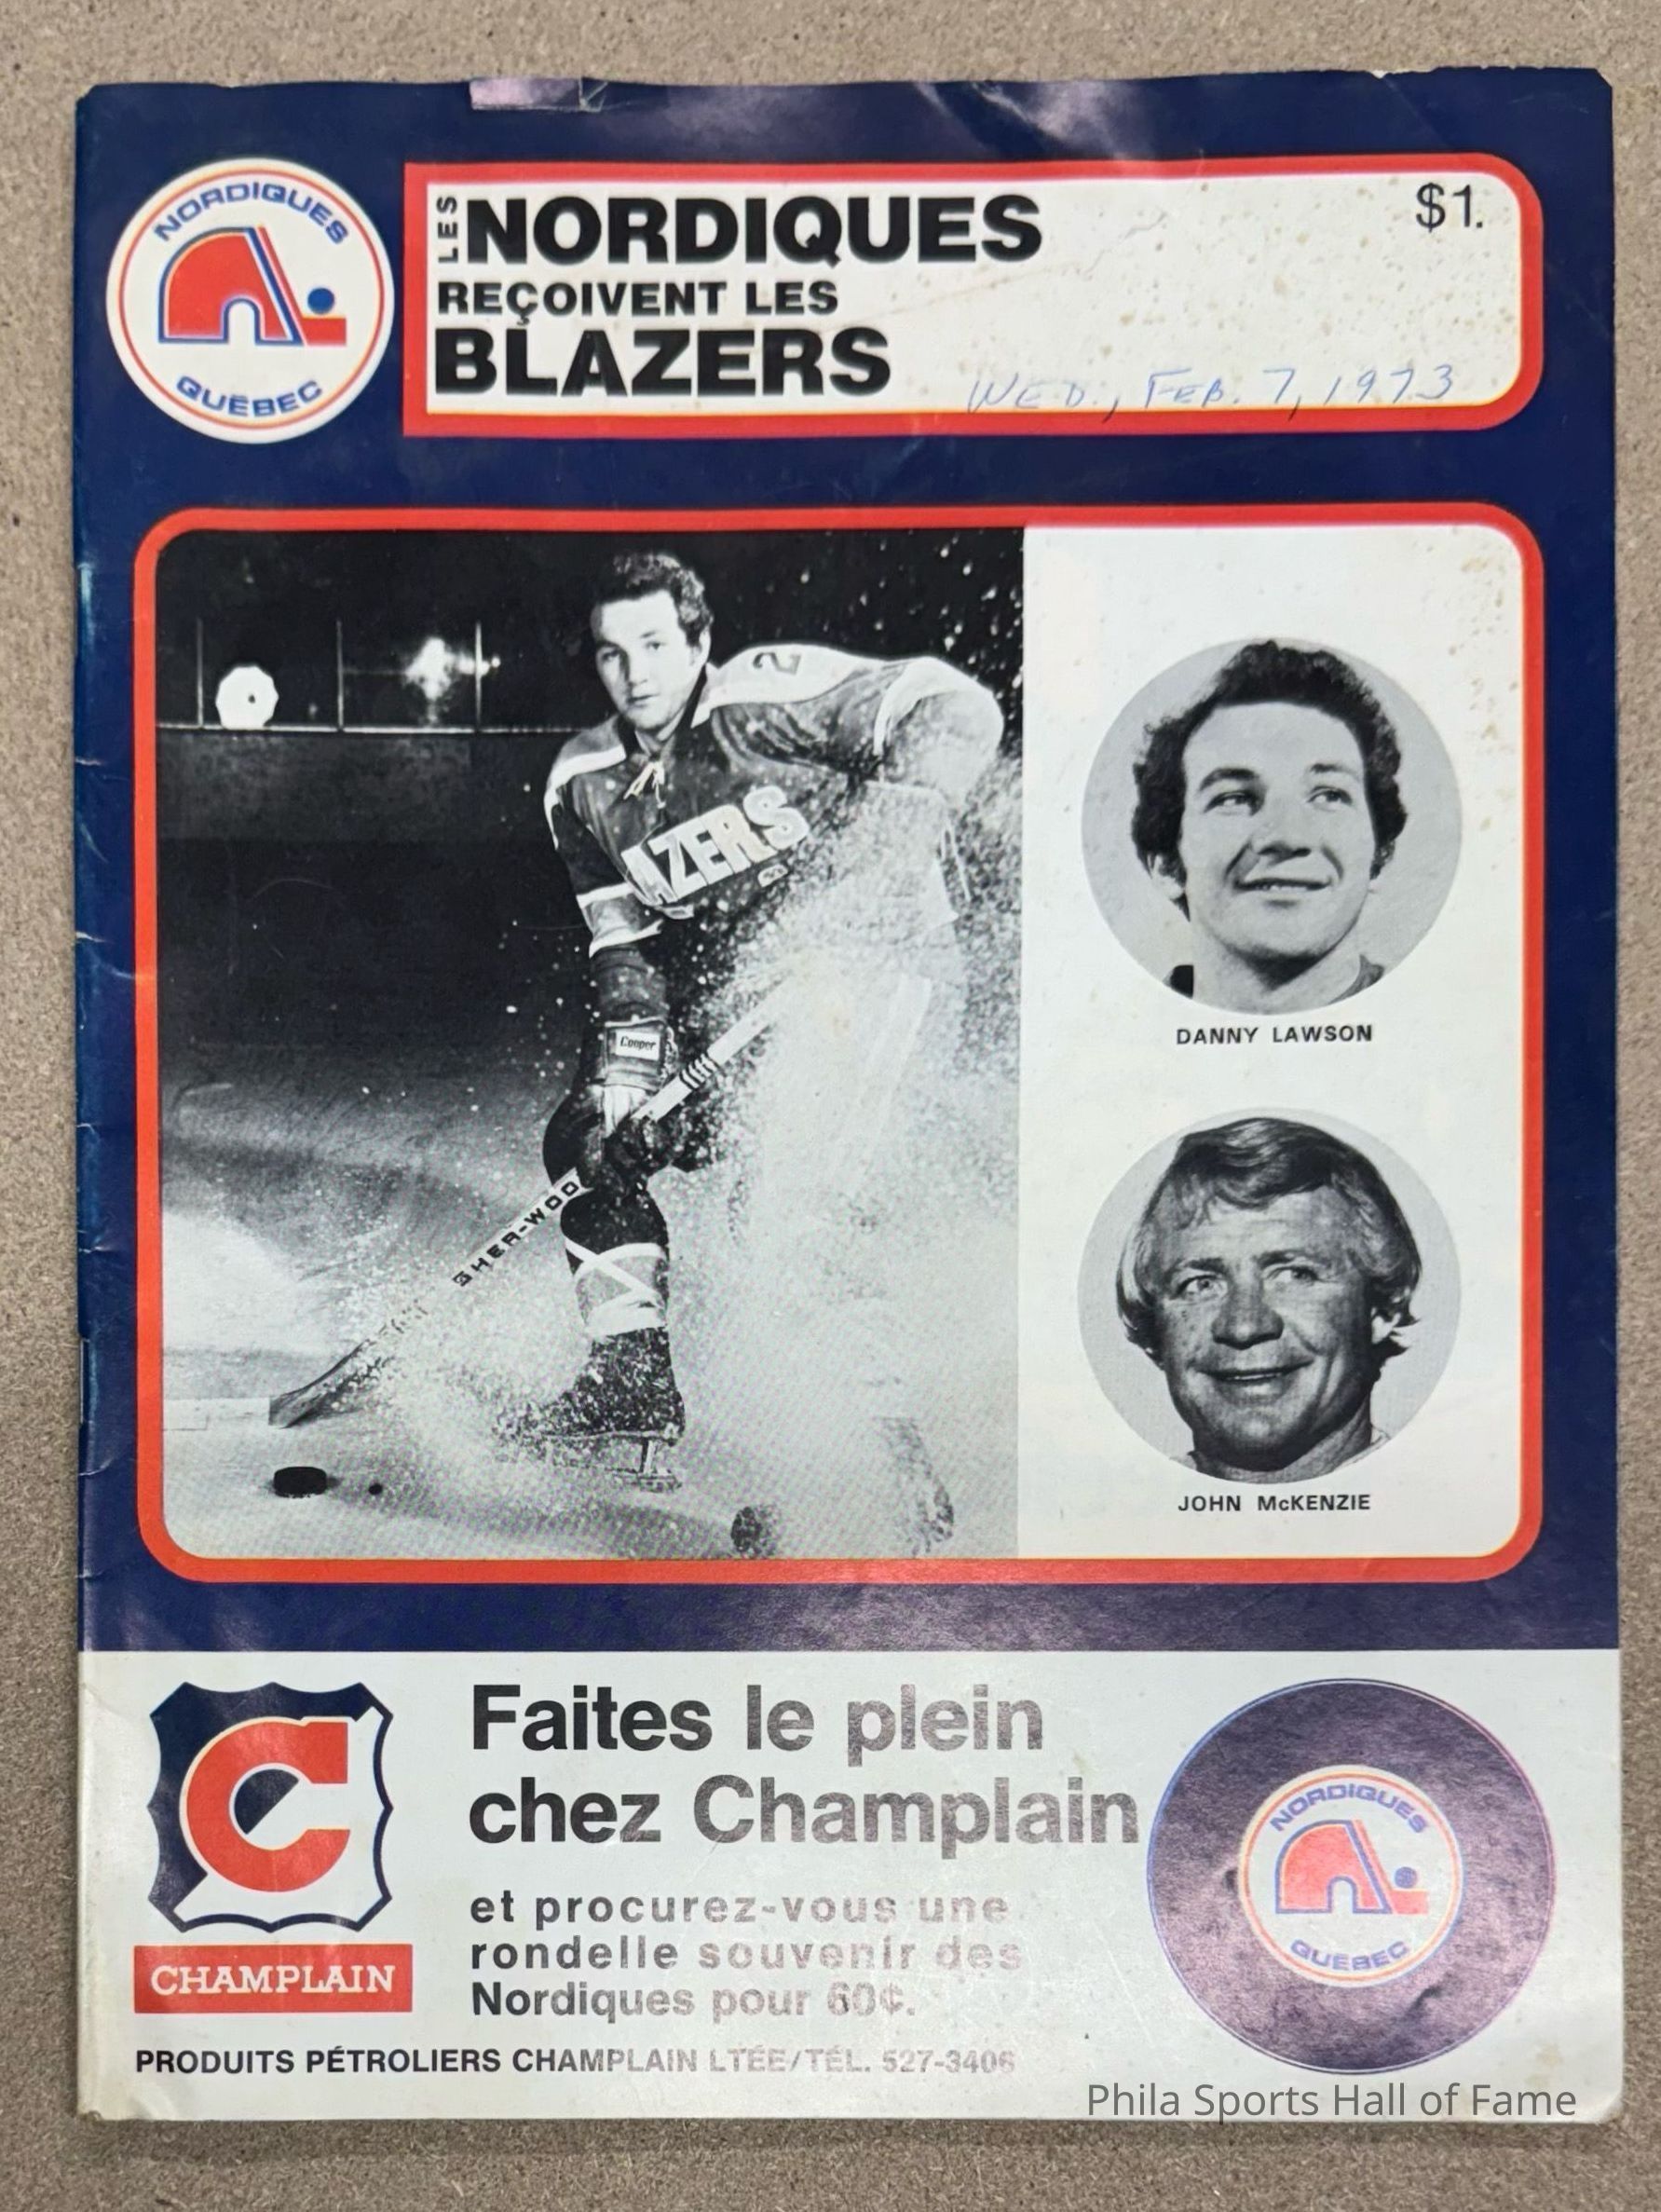 NORDIQUES
QUÉBEC
LES NORDIQUES
REÇOIVENT LES
BLAZERS
$1.
WED., FEB. 7, 1973
2
AZERS
Cooper
SHER-WOO
DANNY LAWSON
JOHN McKENZIE
C
CHAMPLAIN
Faites le plein
chez Champlain
et procurez-vous une
rondelle souvenir des
Nordiques pour 60¢.
PRODUITS PÉTROLIERS CHAMPLAIN LTÉE/TÉL. 527-3406
NORDIQUES
QUÉBEC
Phila Sports Hall of Fame